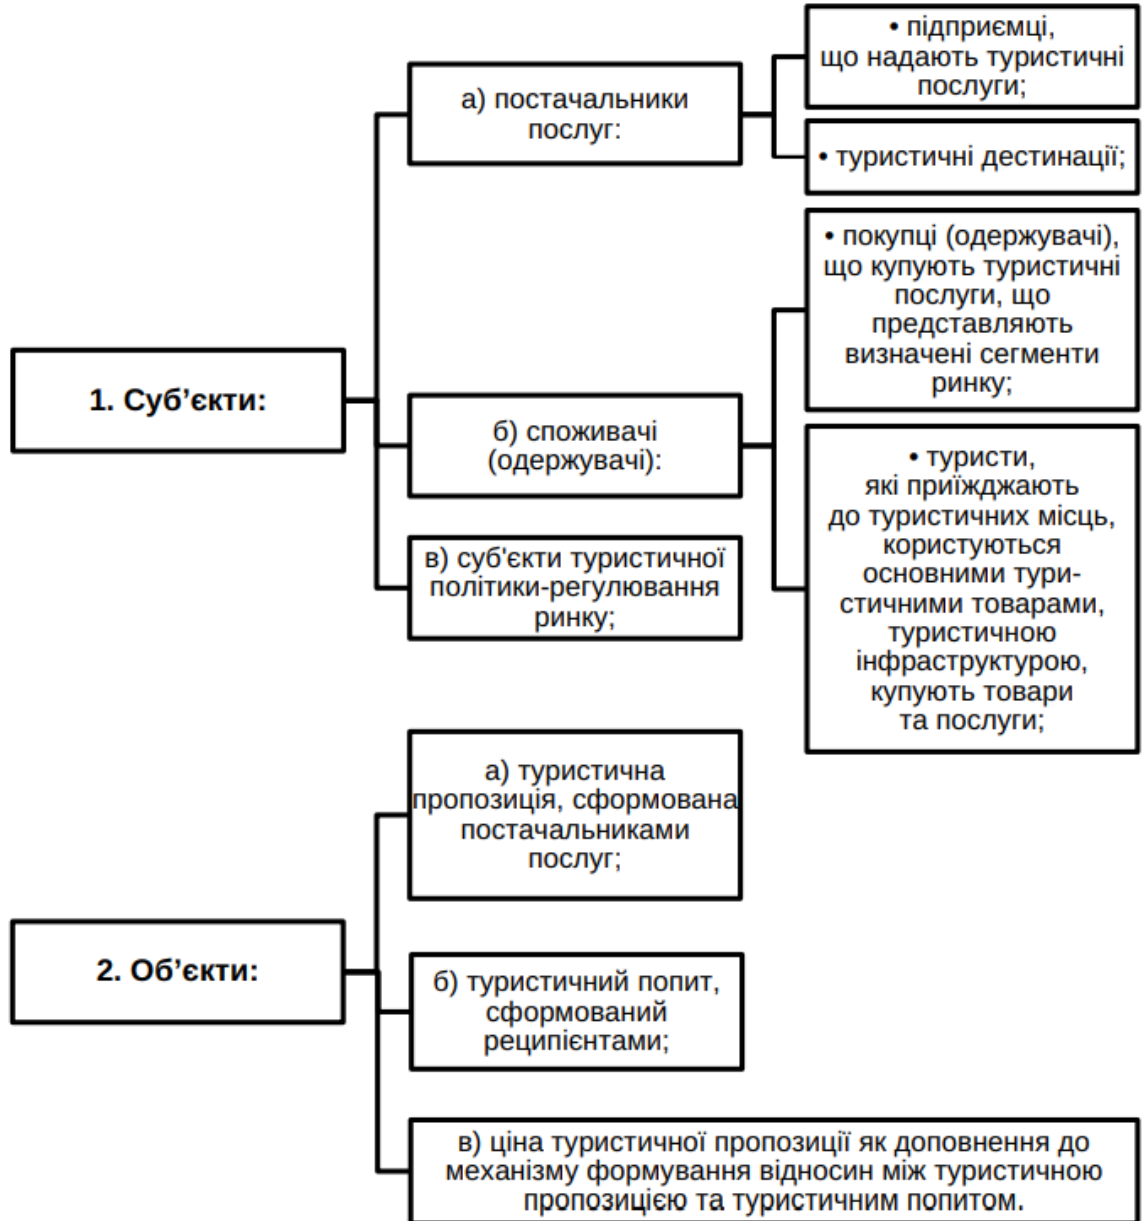 1. Суб’єкти:
а) постачальники
послуг:
• підприємці,
що надають туристичні
послуги;
• туристичні дестинації;
б) споживачі
(одержувачі):
• покупці (одержувачі),
що купують туристичні
послуги, що
представляють
визначені сегменти
ринку;
• туристи,
які приїжджають
до туристичних місць,
користуються
основними тури-
стичними товарами,
туристичною
інфраструктурою,
купують товари
та послуги;
в) суб'єкти туристичної
політики-регулювання
ринку;
2. Об’єкти:
а) туристична
пропозиція, сформована
постачальниками
послуг;
б) туристичний попит,
сформований
реципієнтами;
в) ціна туристичної пропозиції як доповнення до
механізму формування відносин між туристичною
пропозицією та туристичним попитом.